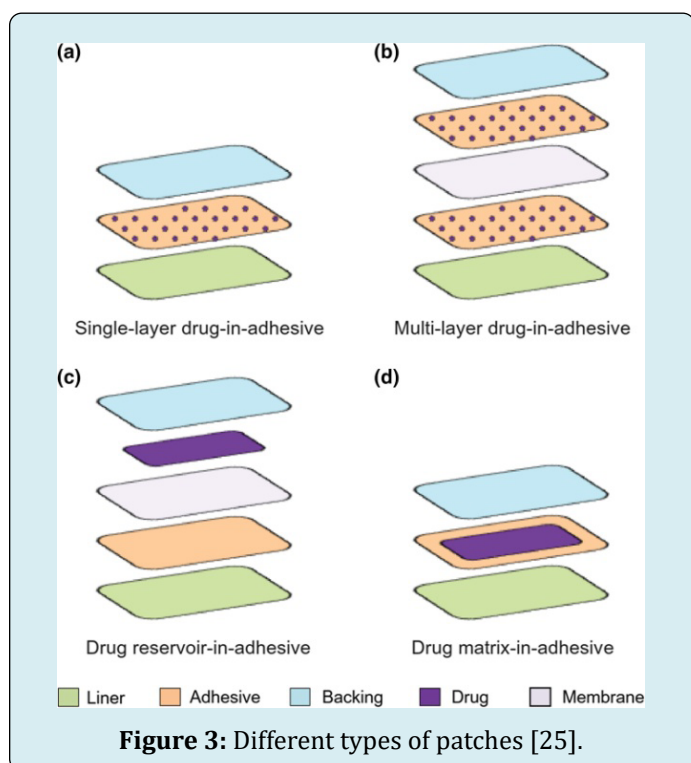 (a)
(b)
Single-layer drug-in-adhesive
Multi-layer drug-in-adhesive
(c)
(d)
Drug reservoir-in-adhesive
Drug matrix-in-adhesive
Liner
Adhesive
Backing
Drug
Membrane
Figure 3: Different types of patches [25].